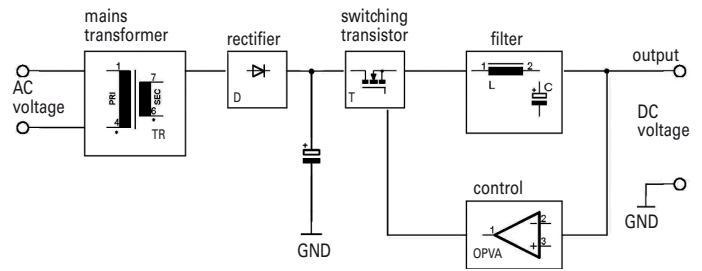 mains
transformer
rectifier
switching
transistor
filter
output
AC
voltage
1
7
PRI
SEC
4
6
TR
D
T
1
2
L
+
C
DC
voltage
+
GND
control
1
2
-
+
3
OPVA
GND